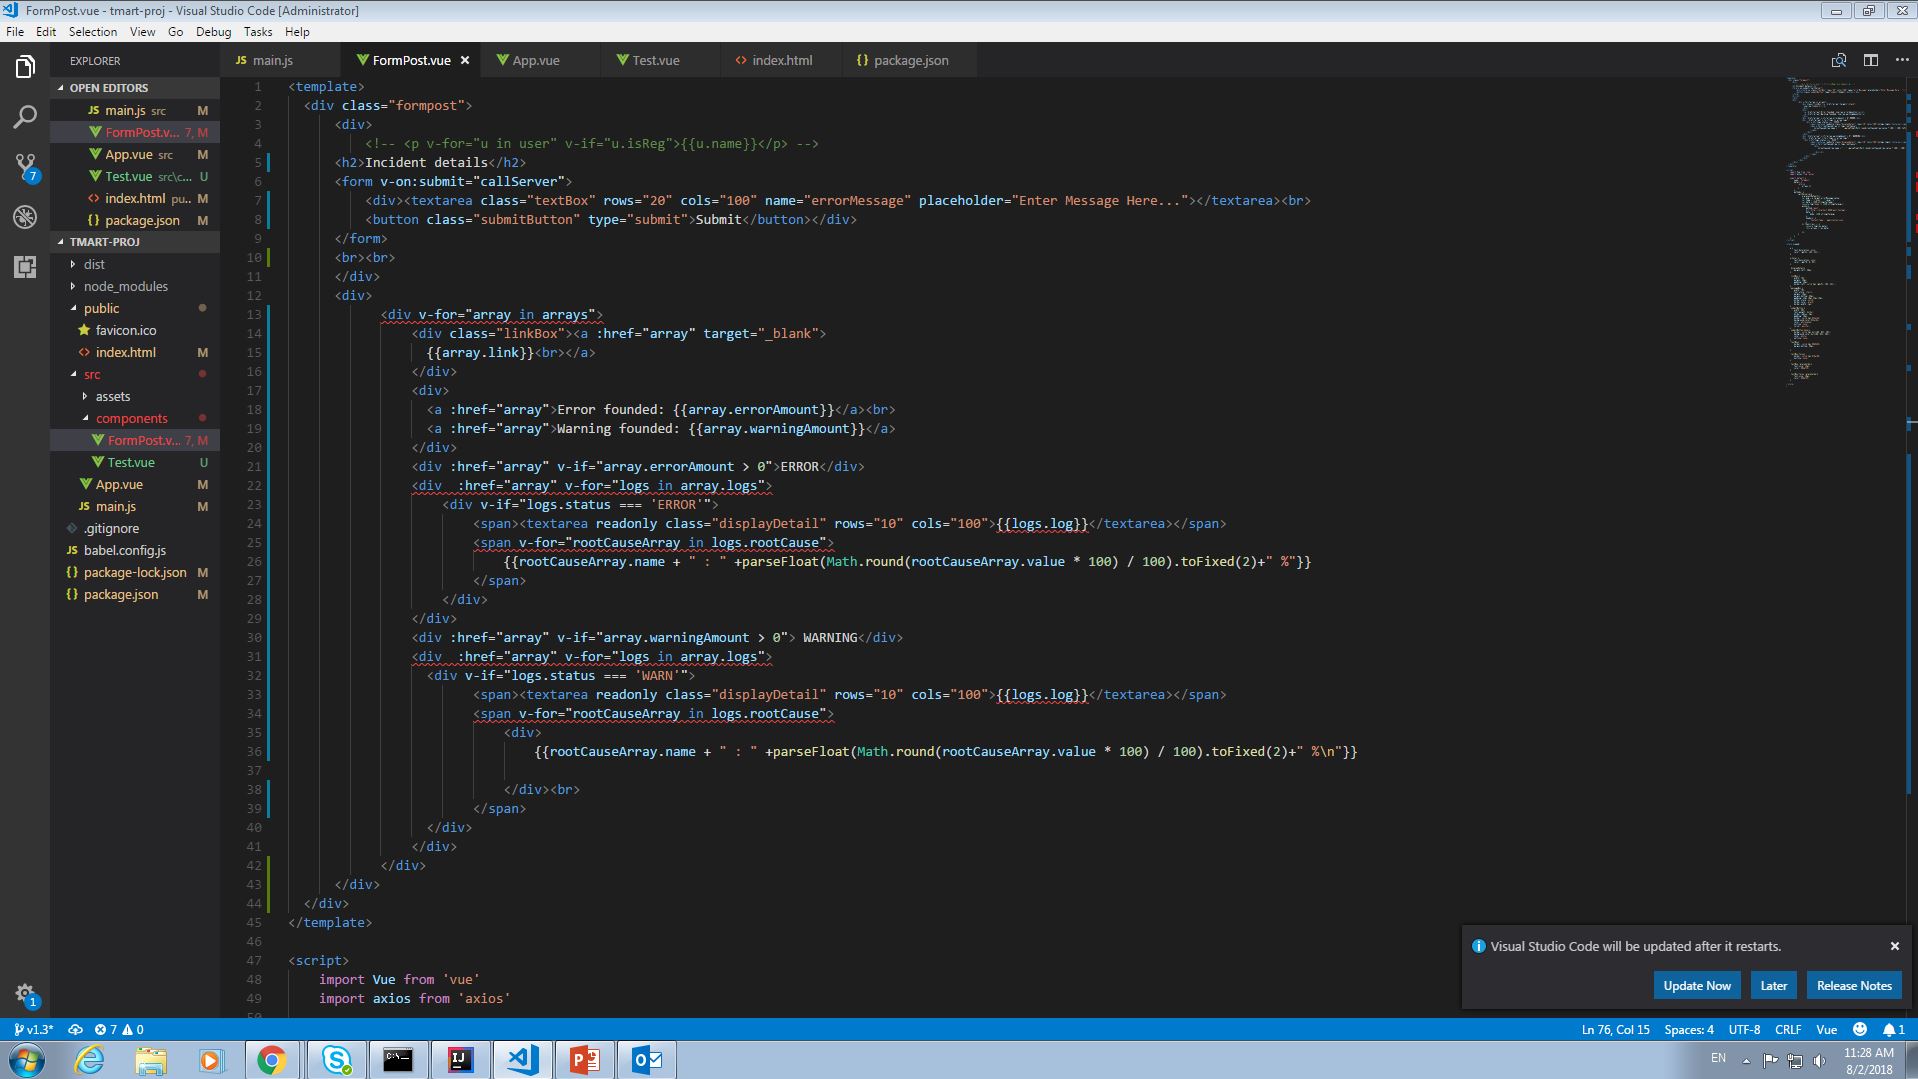 FormPost.vue - tmart-proj - Visual Studio Code [Administrator]
File Edit Selection View Go Debug Tasks Help
EXPLORER
OPEN EDITORS
JS main.js src M
FormPost.v... 7, M
App.vue src M
Test.vue src\c... U
<> index.html pu... M
{} package.json M
TMART-PROJ
dist
node_modules
public
favicon.ico
<> index.html M
src
assets
components
FormPost.v... 7, M
Test.vue U
App.vue M
JS main.js M
.gitignore
JS babel.config.js
{} package-lock.json M
{} package.json M
7
1
JS main.js FormPost.vue × App.vue Test.vue <> index.html {} package.json
1 <template>
2 <div class="formpost">
3 <div>
4 <!-- <p v-for="u in user" v-if="u.isReg">{{u.name}}</p> -->
5 <h2>Incident details</h2>
6 <form v-on:submit="callServer">
7 <div><textarea class="textBox" rows="20" cols="100" name="errorMessage" placeholder="Enter Message Here..."></textarea><br>
8 <button class="submitButton" type="submit">Submit</button></div>
9 </form>
10 <br><br>
11 </div>
12 <div>
13 <div v-for="array in arrays">
14 <div class="linkBox"><a :href="array" target="_blank">
15 {{array.link}}<br></a>
16 </div>
17 <div>
18 <a :href="array">Error founded: {{array.errorAmount}}</a><br>
19 <a :href="array">Warning founded: {{array.warningAmount}}</a>
20 </div>
21 <div :href="array" v-if="array.errorAmount > 0">ERROR</div>
22 <div  :href="array" v-for="logs in array.logs">
23 <div v-if="logs.status === 'ERROR'">
24 <span><textarea readonly class="displayDetail" rows="10" cols="100">{{logs.log}}</textarea></span>
25 <span v-for="rootCauseArray in logs.rootCause">
26 {{rootCauseArray.name + " : " +parseFloat(Math.round(rootCauseArray.value * 100) / 100).toFixed(2)+" %"}}
27 </span>
28 </div>
29 </div>
30 <div :href="array" v-if="array.warningAmount > 0"> WARNING</div>
31 <div  :href="array" v-for="logs in array.logs">
32 <div v-if="logs.status === 'WARN'">
33 <span><textarea readonly class="displayDetail" rows="10" cols="100">{{logs.log}}</textarea></span>
34 <span v-for="rootCauseArray in logs.rootCause">
35 <div>
36 {{rootCauseArray.name + " : " +parseFloat(Math.round(rootCauseArray.value * 100) / 100).toFixed(2)+" %\n"}}
37
38 </div><br>
39 </span>
40 </div>
41 </div>
42 </div>
43 </div>
44 </div>
45 </template>
46
47 <script>
48 import Vue from 'vue'
49 import axios from 'axios'
50
Visual Studio Code will be updated after it restarts. ×
Update Now Later Release Notes
v1.3* 7 0 Ln 76, Col 15 Spaces: 4 UTF-8 CRLF Vue 1
EN 11:28 AM
8/2/2018